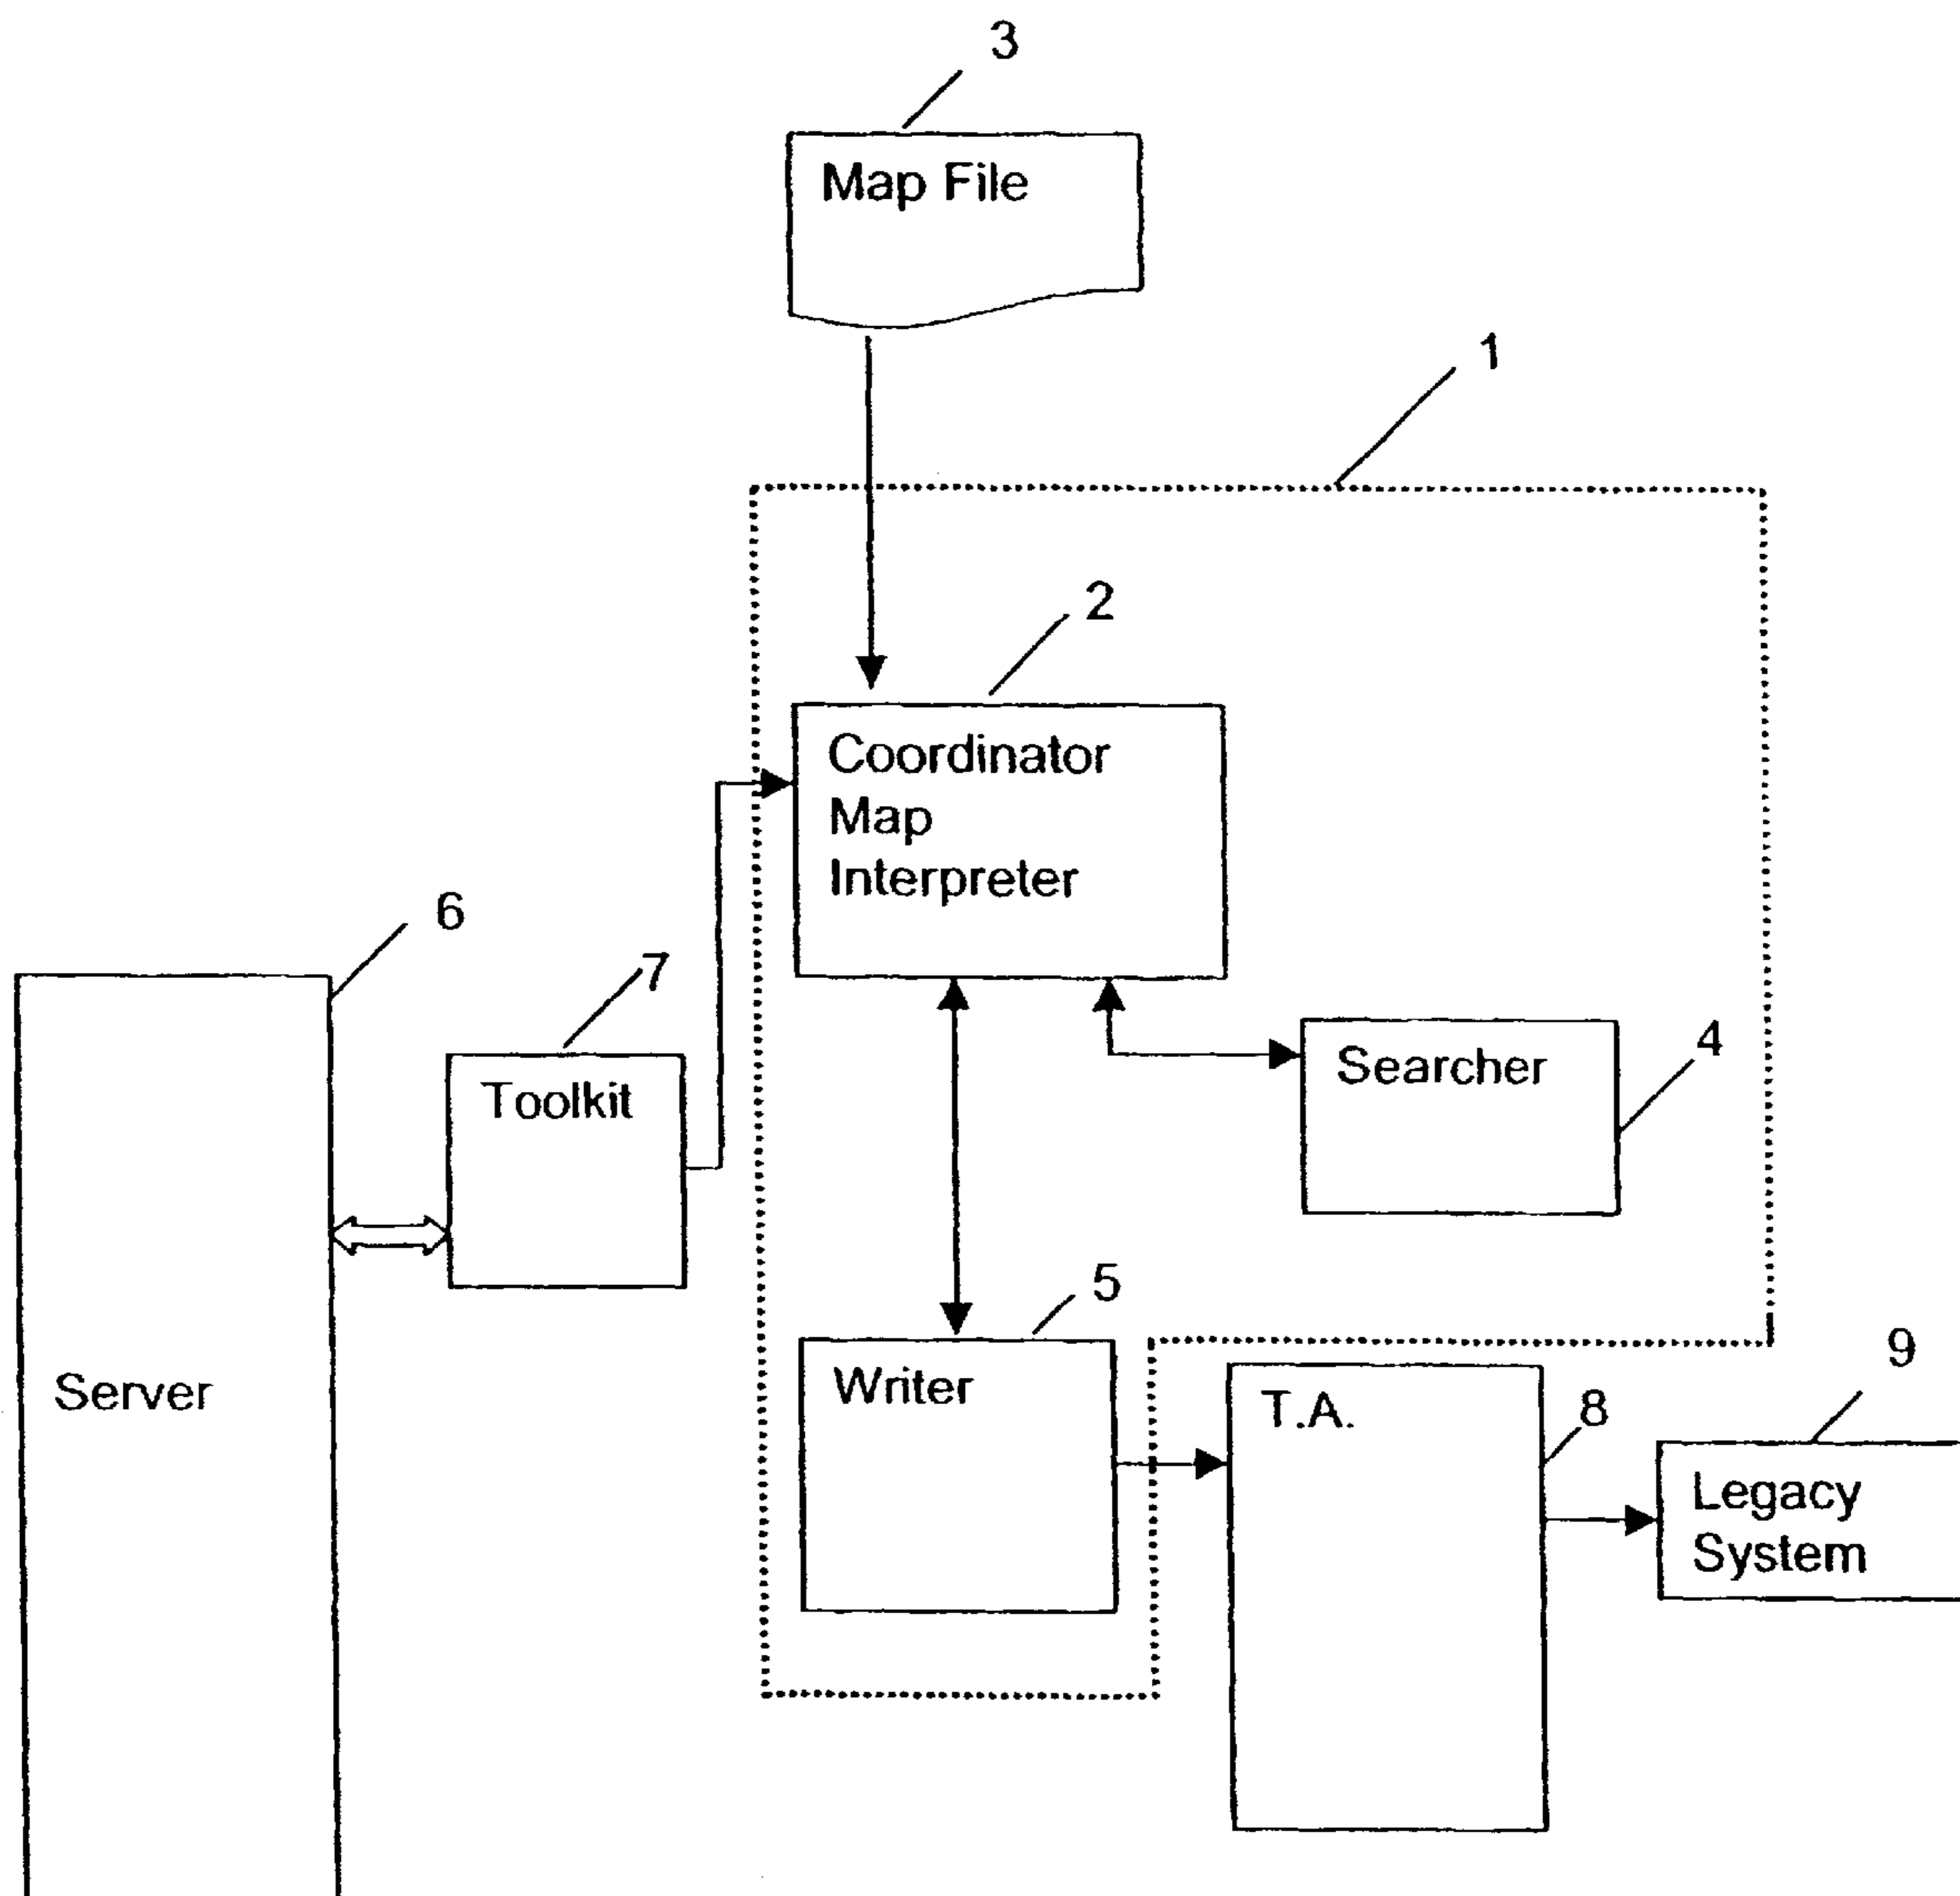 3
Map File
1
2
Coordinator
Map
Interpreter
6
7
Toolkit
4
Searcher
5
Server
Writer
9
T.A.
8
Legacy
System